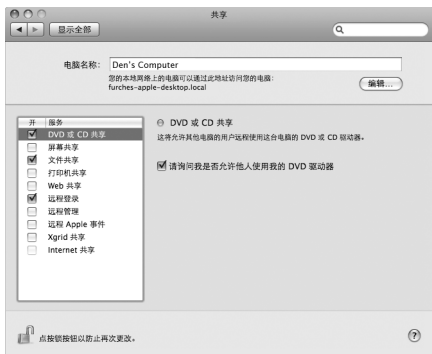 共享
显示全部
电脑名称：
Den's Computer
您的本地网络上的电脑可以通过此地址访问您的电脑：
furches-apple-desktop.local
编辑...
开 服务
DVD 或 CD 共享
屏幕共享
文件共享
打印机共享
Web 共享
远程登录
远程管理
远程 Apple 事件
Xgrid 共享
Internet 共享
DVD 或 CD 共享
这将允许其他电脑的用户远程使用这台电脑的 DVD 或 CD 驱动器。
请询问我是否允许他人使用我的 DVD 驱动器
点按锁按钮以防止再次更改。
?